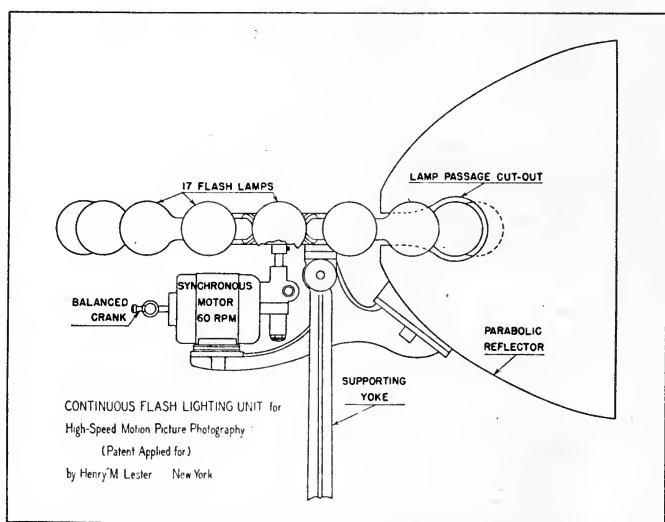 17 FLASH LAMPS
LAMP PASSAGE CUT-OUT
SYNCHRONOUS
MOTOR
60 RPM
BALANCED
CRANK
PARABOLIC
REFLECTOR
SUPPORTING
YOKE
CONTINUOUS FLASH LIGHTING UNIT for
High-Speed Motion Picture Photography
(Patent Applied for)
by Henry M Lester New York